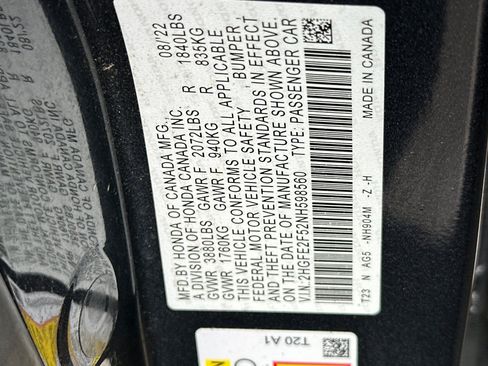 MFD BY HONDA OF CANADA MFG., 08/'22
A DIVISION OF HONDA CANADA INC.
GVWR 3880LBS GAWR F 2072LBS R 1840LBS
GVWR 1760KG GAWR F 940KG R 835KG
THIS VEHICLE CONFORMS TO ALL APPLICABLE
FEDERAL MOTOR VEHICLE SAFETY, BUMPER,
AND THEFT PREVENTION STANDARDS IN EFFECT
ON THE DATE OF MANUFACTURE SHOWN ABOVE.
V.I.N.:2HGFE2F52NH598560 TYPE:PASSENGER CAR
T23 N AG5 -NH904M -Z -H MADE IN CANADA
T20 A1